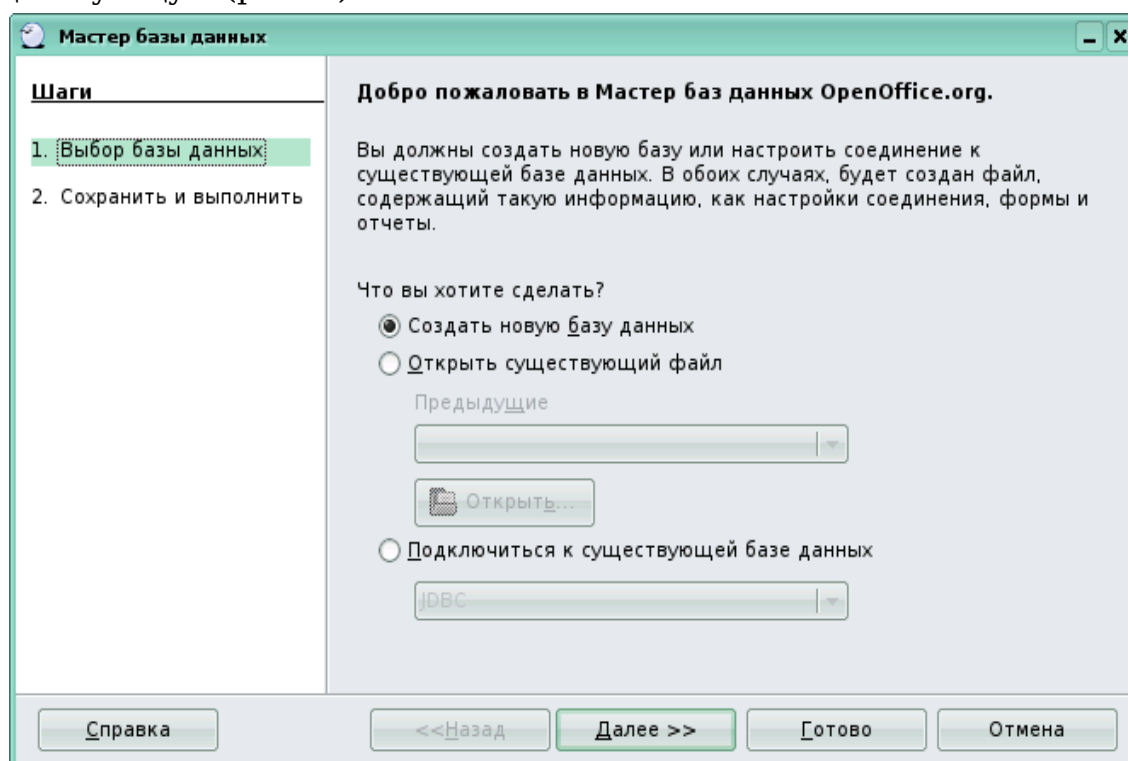 Мастер базы данных
Шаги
1. Выбор базы данных
2. Сохранить и выполнить
Добро пожаловать в Мастер баз данных OpenOffice.org.
Вы должны создать новую базу или настроить соединение к
существующей базе данных. В обоих случаях, будет создан файл,
содержащий такую информацию, как настройки соединения, формы и
отчеты.
Что вы хотите сделать?
Создать новую базу данных
Открыть существующий файл
Предыдущие
Открыть...
Подключиться к существующей базе данных
JDBC
Справка
<<Назад
Далее >>
Готово
Отмена